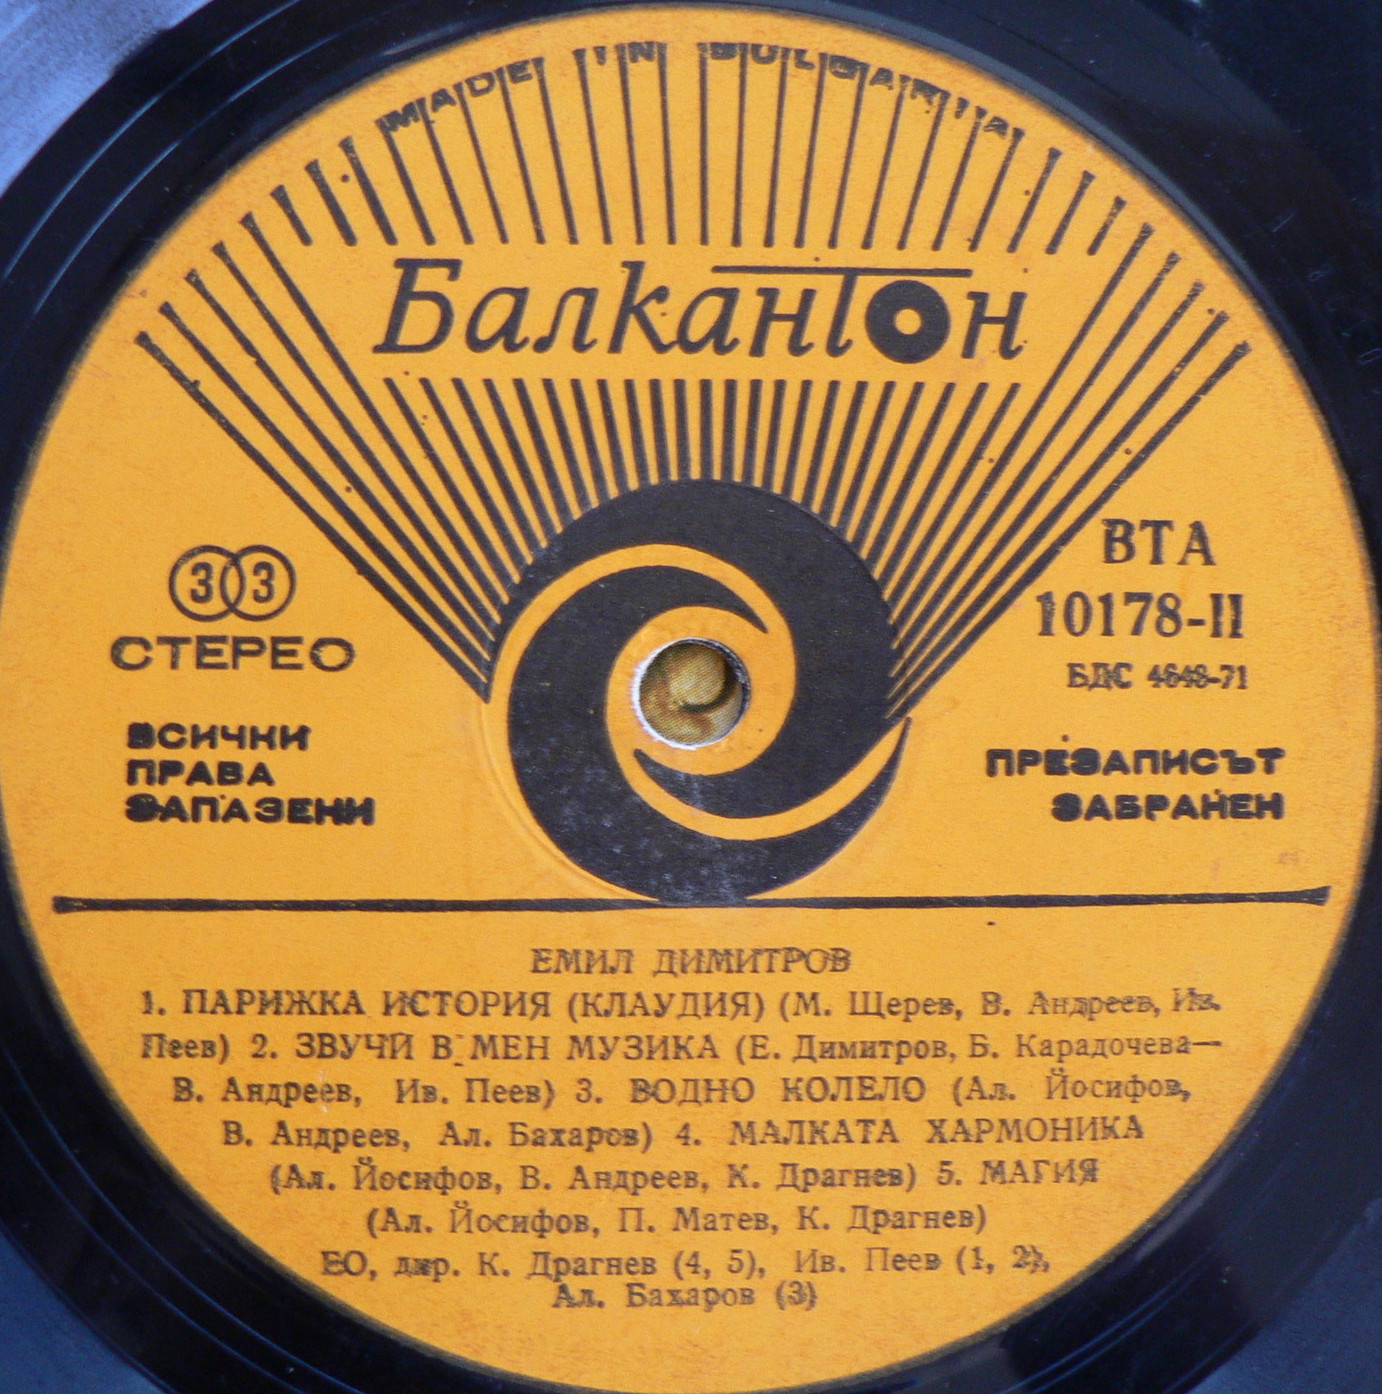 MADE IN BULGARIA
Балкантон
33
СТЕРЕО
ВСИЧКИ
ПРАВА
ЗАПАЗЕНИ
ВТА
10178-II
БДС 4648-71
ПРЕЗАПИСЪТ
ЗАБРАНЕН
ЕМИЛ ДИМИТРОВ
1. ПАРИЖКА ИСТОРИЯ (КЛАУДИЯ) (М. Щерев, В. Андреев, Ив.
Пеев) 2. ЗВУЧИ В МЕН МУЗИКА (Е. Димитров, Б. Карадочева—
В. Андреев, Ив. Пеев) 3. ВОДНО КОЛЕЛО (Ал. Йосифов,
В. Андреев, Ал. Бахаров) 4. МАЛКАТА ХАРМОНИКА
(Ал. Йосифов, В. Андреев, К. Драгнев) 5. МАГИЯ
(Ал. Йосифов, П. Матев, К. Драгнев)
ЕО, дир. К. Драгнев (4, 5), Ив. Пеев (1, 2),
Ал. Бахаров (3)